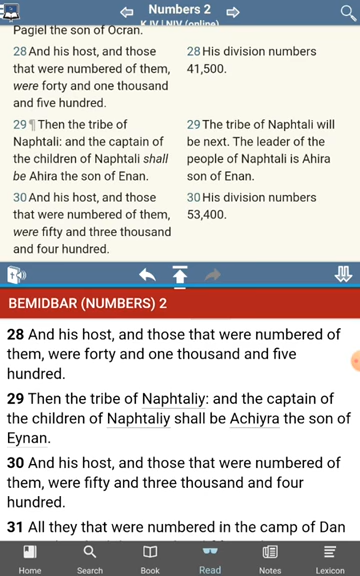 Numbers 2
KJV | NIV (online)
Pagiel the son of Ocran.
28 And his host, and those
that were numbered of them,
were forty and one thousand
and five hundred.
28 His division numbers
41,500.
29 ¶ Then the tribe of
Naphtali: and the captain of
the children of Naphtali shall
be Ahira the son of Enan.
29 The tribe of Naphtali will
be next. The leader of the
people of Naphtali is Ahira
son of Enan.
30 And his host, and those
that were numbered of them,
were fifty and three thousand
and four hundred.
30 His division numbers
53,400.
BEMIDBAR (NUMBERS) 2
28 And his host, and those that were numbered of
them, were forty and one thousand and five
hundred.
29 Then the tribe of Naphtaliy: and the captain of
the children of Naphtaliy shall be Achiyra the son of
Eynan.
30 And his host, and those that were numbered of
them, were fifty and three thousand and four
hundred.
31 All they that were numbered in the camp of Dan
Home
Search
Book
Read
Notes
Lexicon